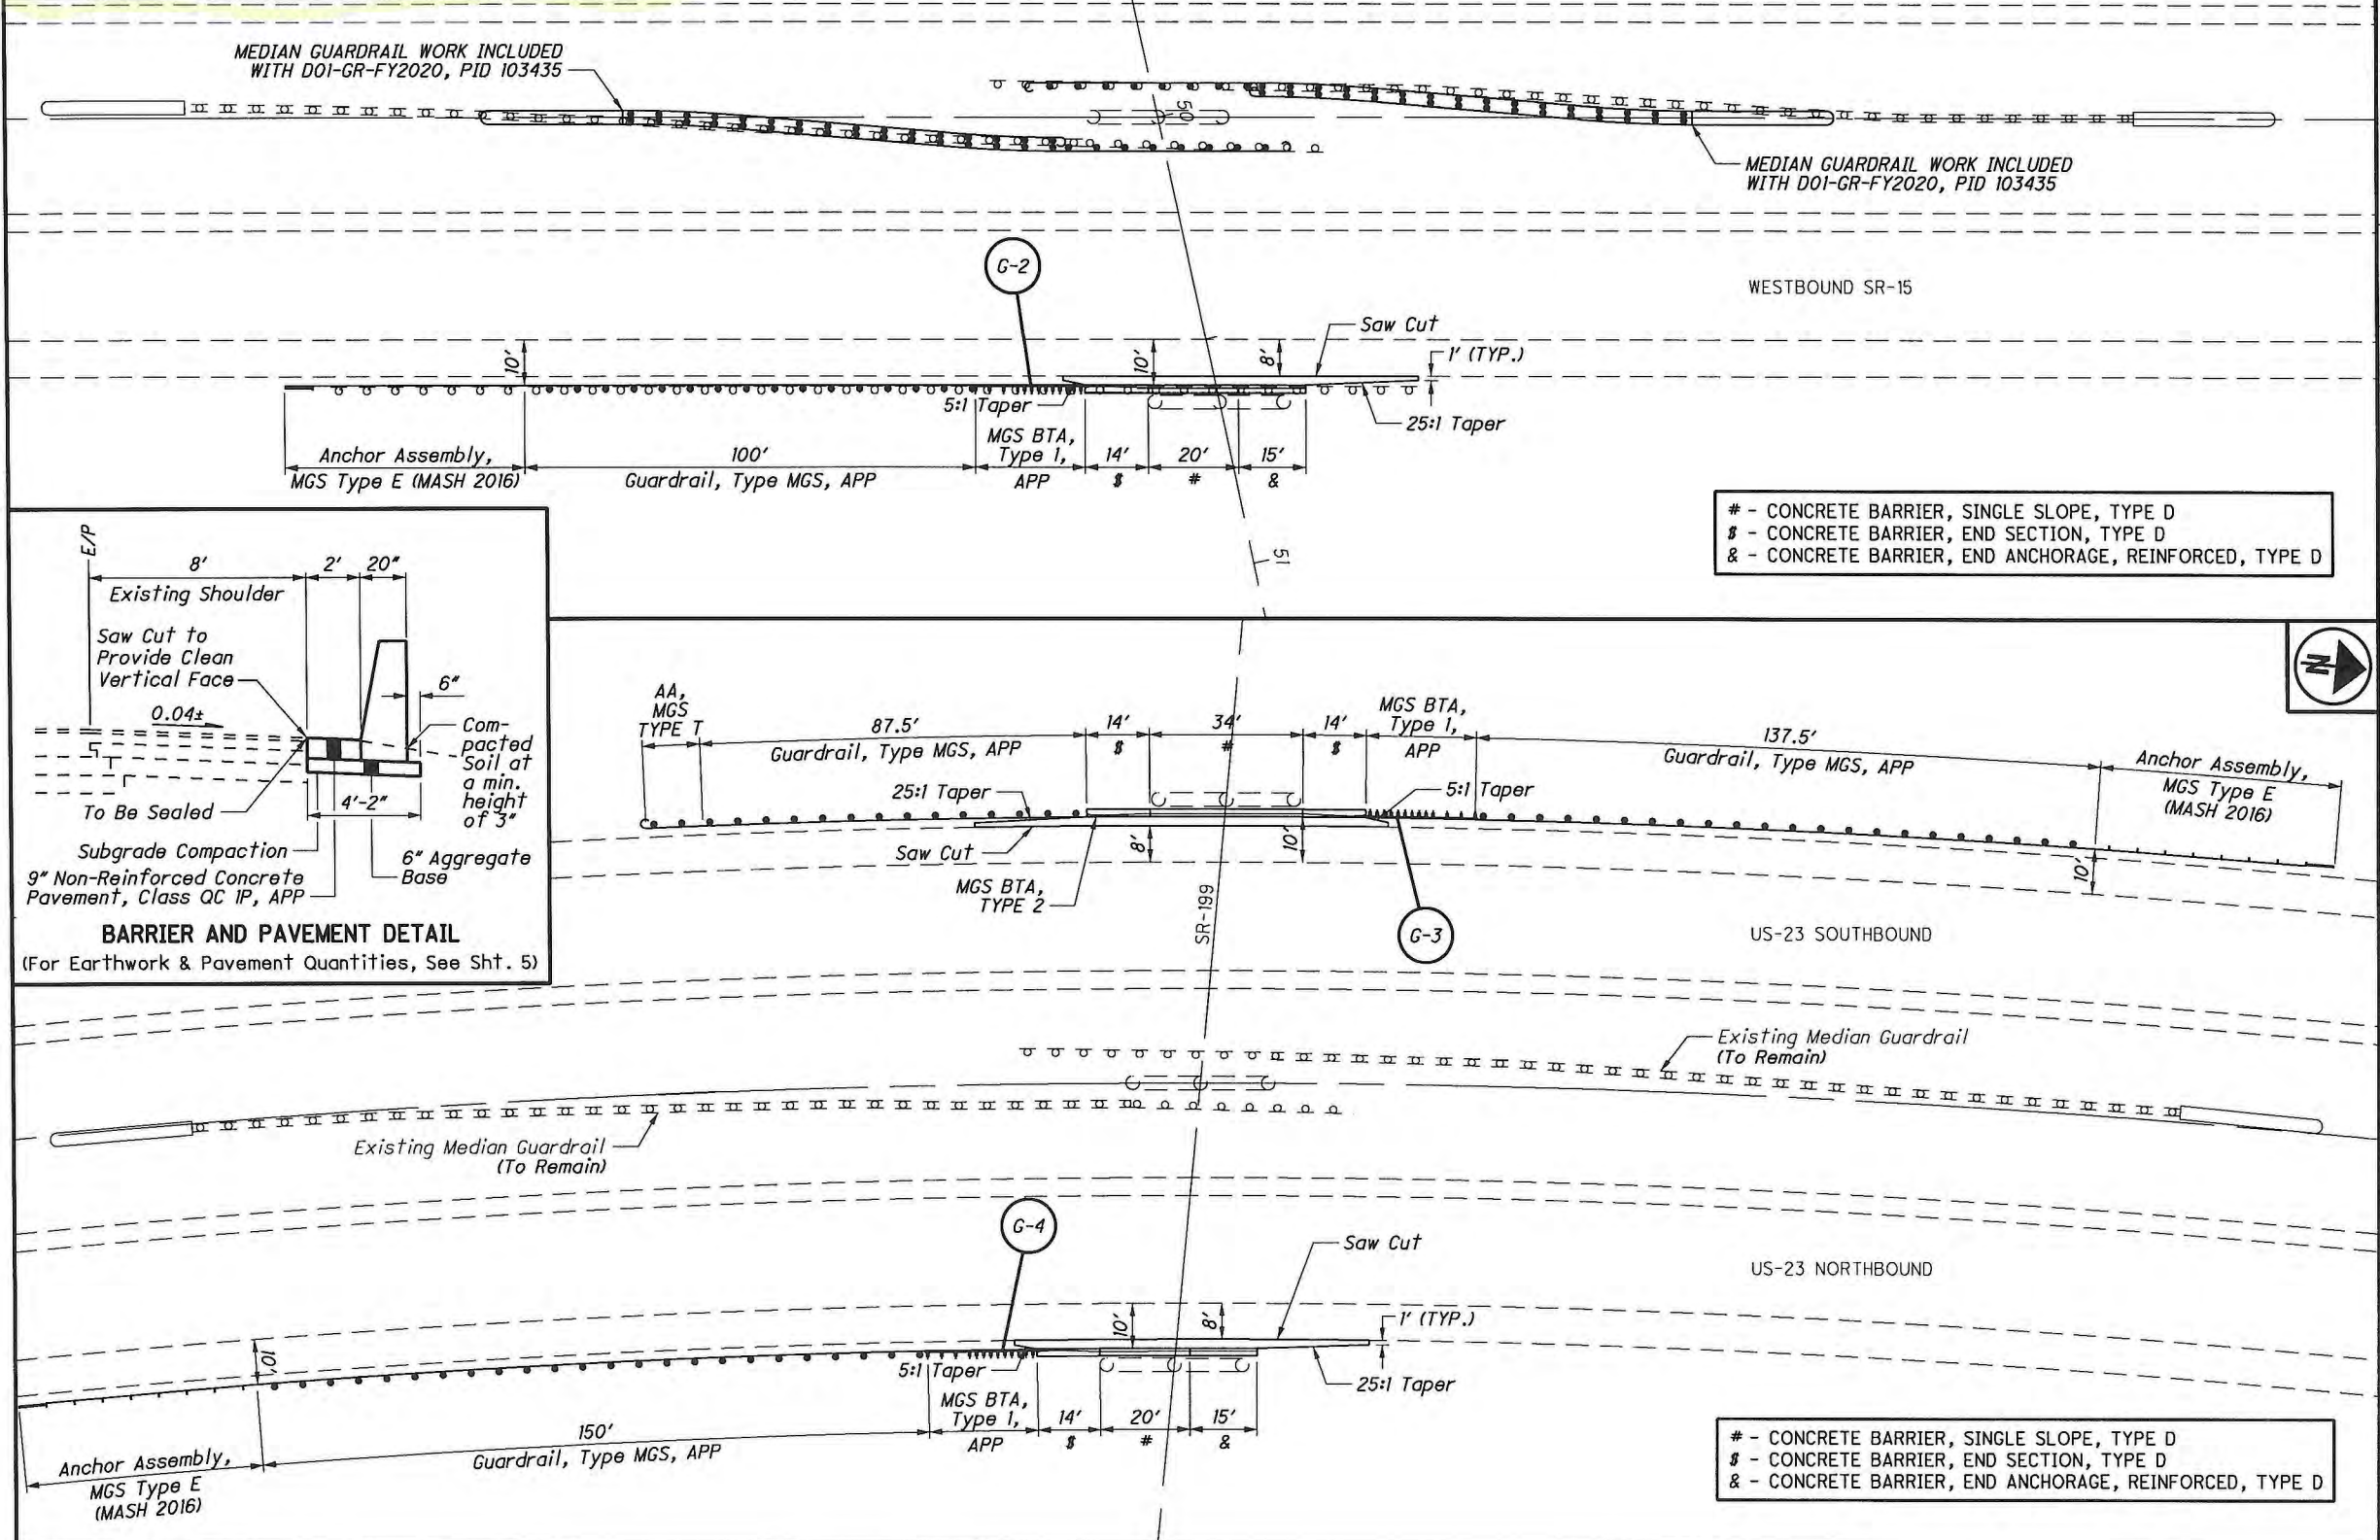 MEDIAN GUARDRAIL WORK INCLUDED
WITH D01-GR-FY2020, PID 103435
50
MEDIAN GUARDRAIL WORK INCLUDED
WITH D01-GR-FY2020, PID 103435
G-2
WESTBOUND SR-15
Saw Cut
10'
10'
8'
1' (TYP.)
5:1 Taper
25:1 Taper
Anchor Assembly,
MGS Type E (MASH 2016)
100'
Guardrail, Type MGS, APP
MGS BTA,
Type 1,
APP
14'
$
20'
#
15'
&
51
# - CONCRETE BARRIER, SINGLE SLOPE, TYPE D
$ - CONCRETE BARRIER, END SECTION, TYPE D
& - CONCRETE BARRIER, END ANCHORAGE, REINFORCED, TYPE D
E/P
8'
2'
20"
Existing Shoulder
Saw Cut to
Provide Clean
Vertical Face
6"
0.04±
Com-
pacted
Soil at
a min.
height
of 3"
4'-2"
To Be Sealed
Subgrade Compaction
6" Aggregate
Base
9" Non-Reinforced Concrete
Pavement, Class QC 1P, APP
BARRIER AND PAVEMENT DETAIL
(For Earthwork & Pavement Quantities, See Sht. 5)
N
AA,
MGS
TYPE T
87.5'
Guardrail, Type MGS, APP
14'
$
34'
#
14'
$
MGS BTA,
Type 1,
APP
137.5'
Guardrail, Type MGS, APP
Anchor Assembly,
MGS Type E
(MASH 2016)
25:1 Taper
5:1 Taper
Saw Cut
8'
10'
10'
MGS BTA,
TYPE 2
SR-199
G-3
US-23 SOUTHBOUND
Existing Median Guardrail
(To Remain)
Existing Median Guardrail
(To Remain)
G-4
Saw Cut
US-23 NORTHBOUND
10'
10'
8'
1' (TYP.)
5:1 Taper
25:1 Taper
MGS BTA,
Type 1,
APP
14'
$
20'
#
15'
&
150'
Guardrail, Type MGS, APP
Anchor Assembly,
MGS Type E
(MASH 2016)
# - CONCRETE BARRIER, SINGLE SLOPE, TYPE D
$ - CONCRETE BARRIER, END SECTION, TYPE D
& - CONCRETE BARRIER, END ANCHORAGE, REINFORCED, TYPE D